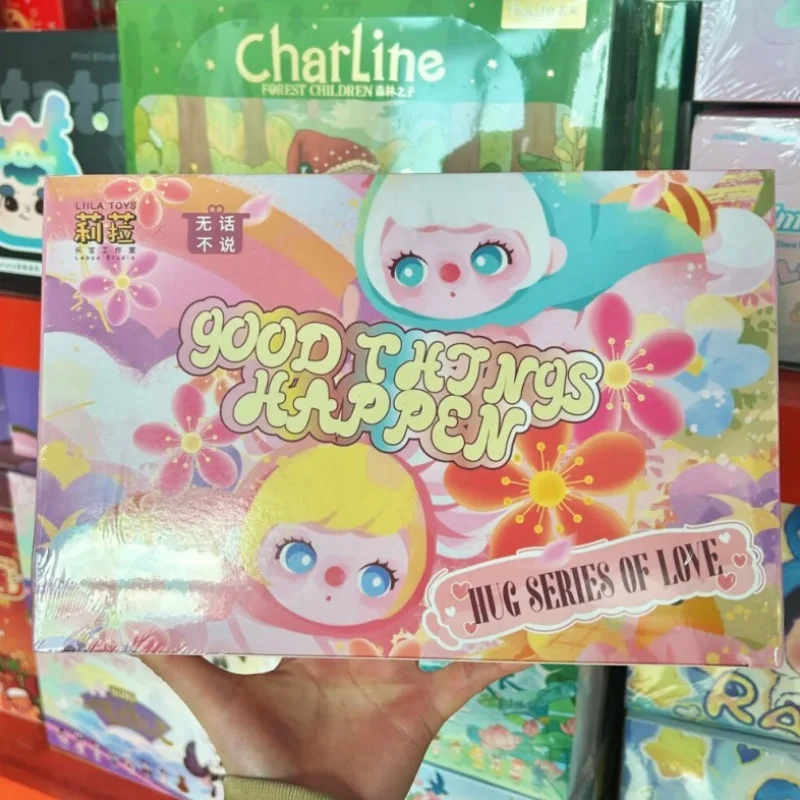 CharLine
FOREST CHILDREN 森林之子
LIILA TOYS
莉菈
×
无话
不说
GOOD THINGS
HAPPEN
HUG SERIES OF LOVE